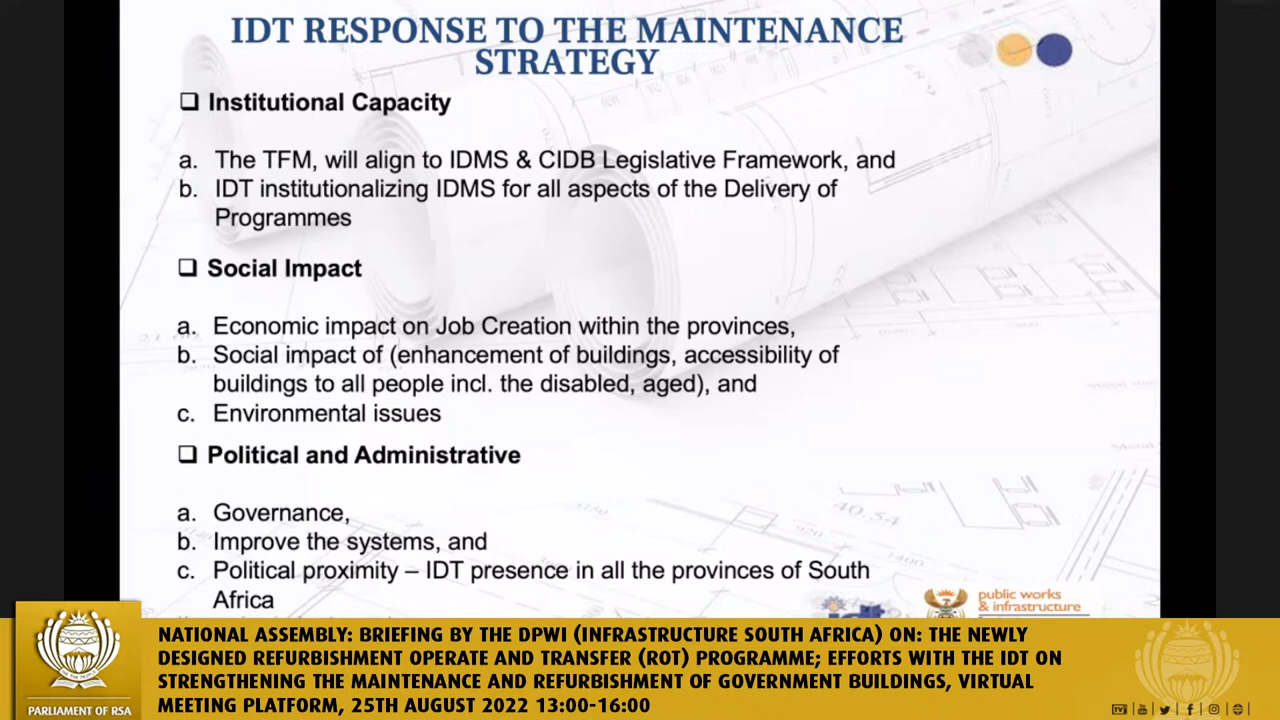 IDT RESPONSE TO THE MAINTENANCE
STRATEGY
Institutional Capacity
a. The TFM, will align to IDMS & CIDB Legislative Framework, and
b. IDT institutionalizing IDMS for all aspects of the Delivery of
Programmes
Social Impact
a. Economic impact on Job Creation within the provinces,
b. Social impact of (enhancement of buildings, accessibility of
buildings to all people incl. the disabled, aged), and
c. Environmental issues
Political and Administrative
a. Governance,
b. Improve the systems, and
c. Political proximity – IDT presence in all the provinces of South
Africa
40.54
public works
& infrastructure
NATIONAL ASSEMBLY: BRIEFING BY THE DPWI (INFRASTRUCTURE SOUTH AFRICA) ON: THE NEWLY
DESIGNED REFURBISHMENT OPERATE AND TRANSFER (ROT) PROGRAMME; EFFORTS WITH THE IDT ON
STRENGTHENING THE MAINTENANCE AND REFURBISHMENT OF GOVERNMENT BUILDINGS, VIRTUAL
MEETING PLATFORM, 25TH AUGUST 2022 13:00-16:00
PARLIAMENT OF RSA